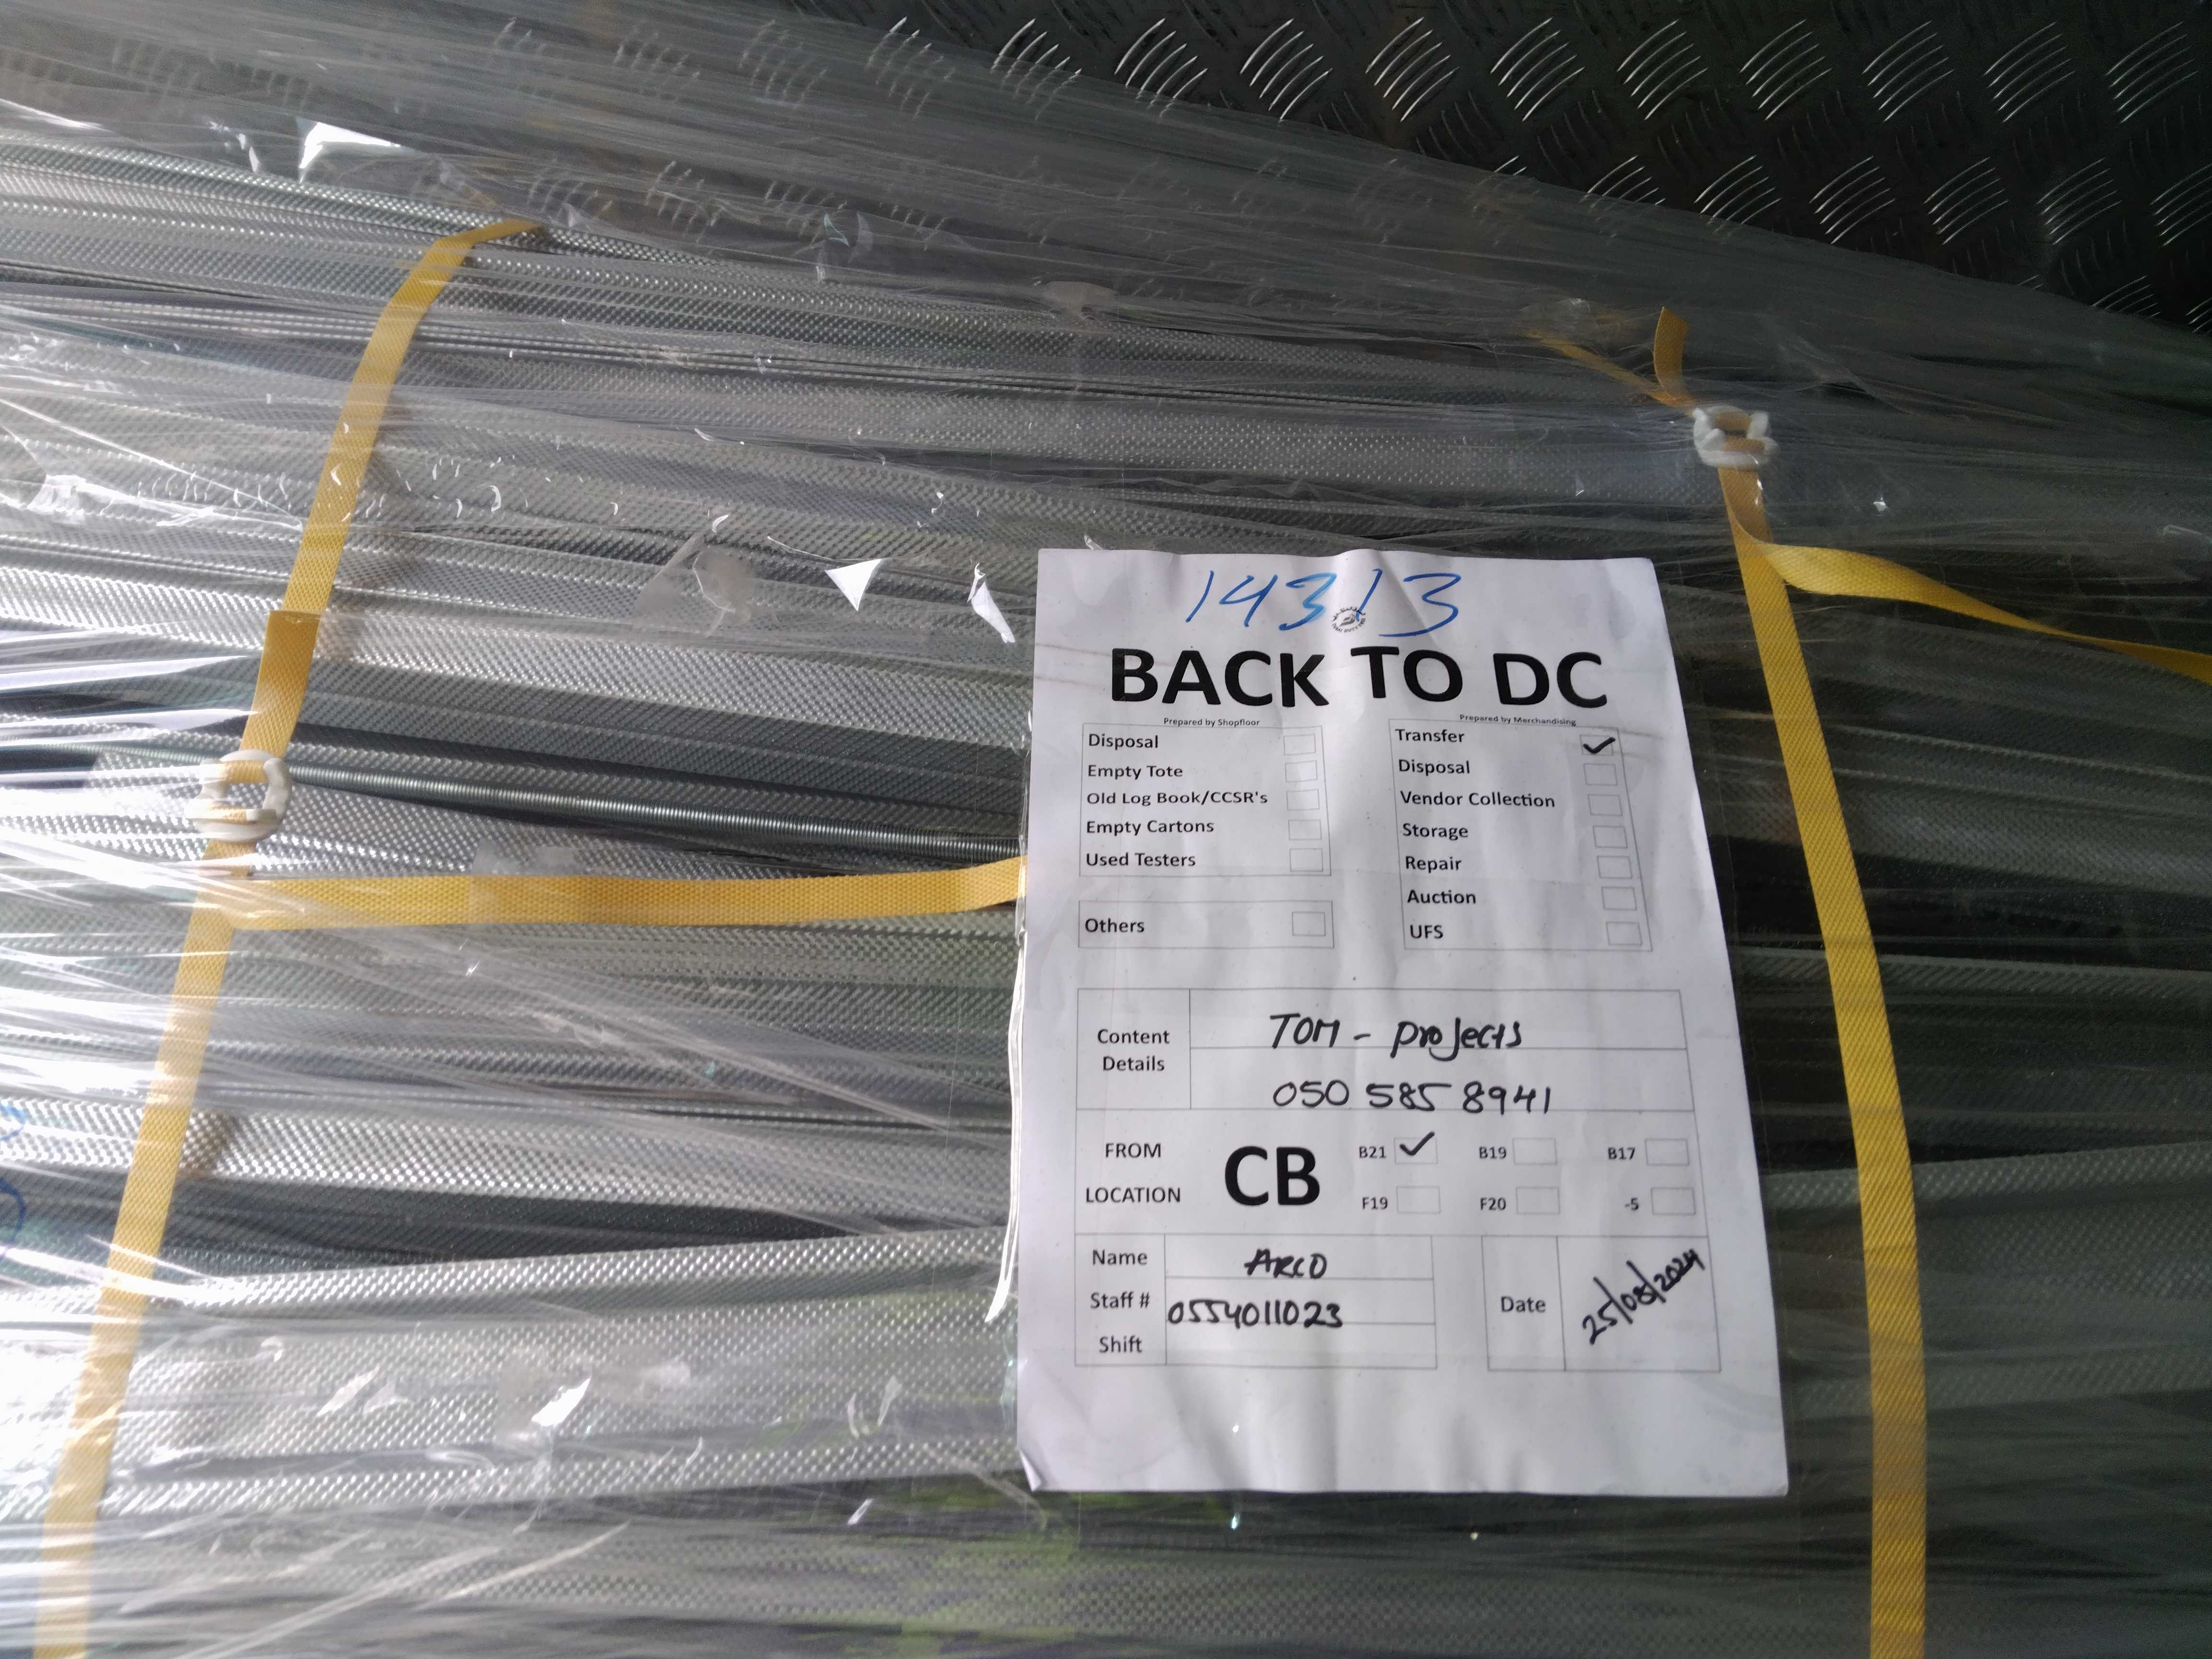 14313
BACK TO DC
Prepared by Shopfloor
Disposal
Empty Tote
Old Log Book/CCSR's
Empty Cartons
Used Testers
Others
Prepared by Merchandising
Transfer ✓
Disposal
Vendor Collection
Storage
Repair
Auction
UFS
Content Details
TOM - Projects
050 585 8941
FROM LOCATION
CB
B21 ✓ B19 B17
F19 F20 -5
Name ARCO
Staff # 0554011023
Shift
Date 25/08/2024